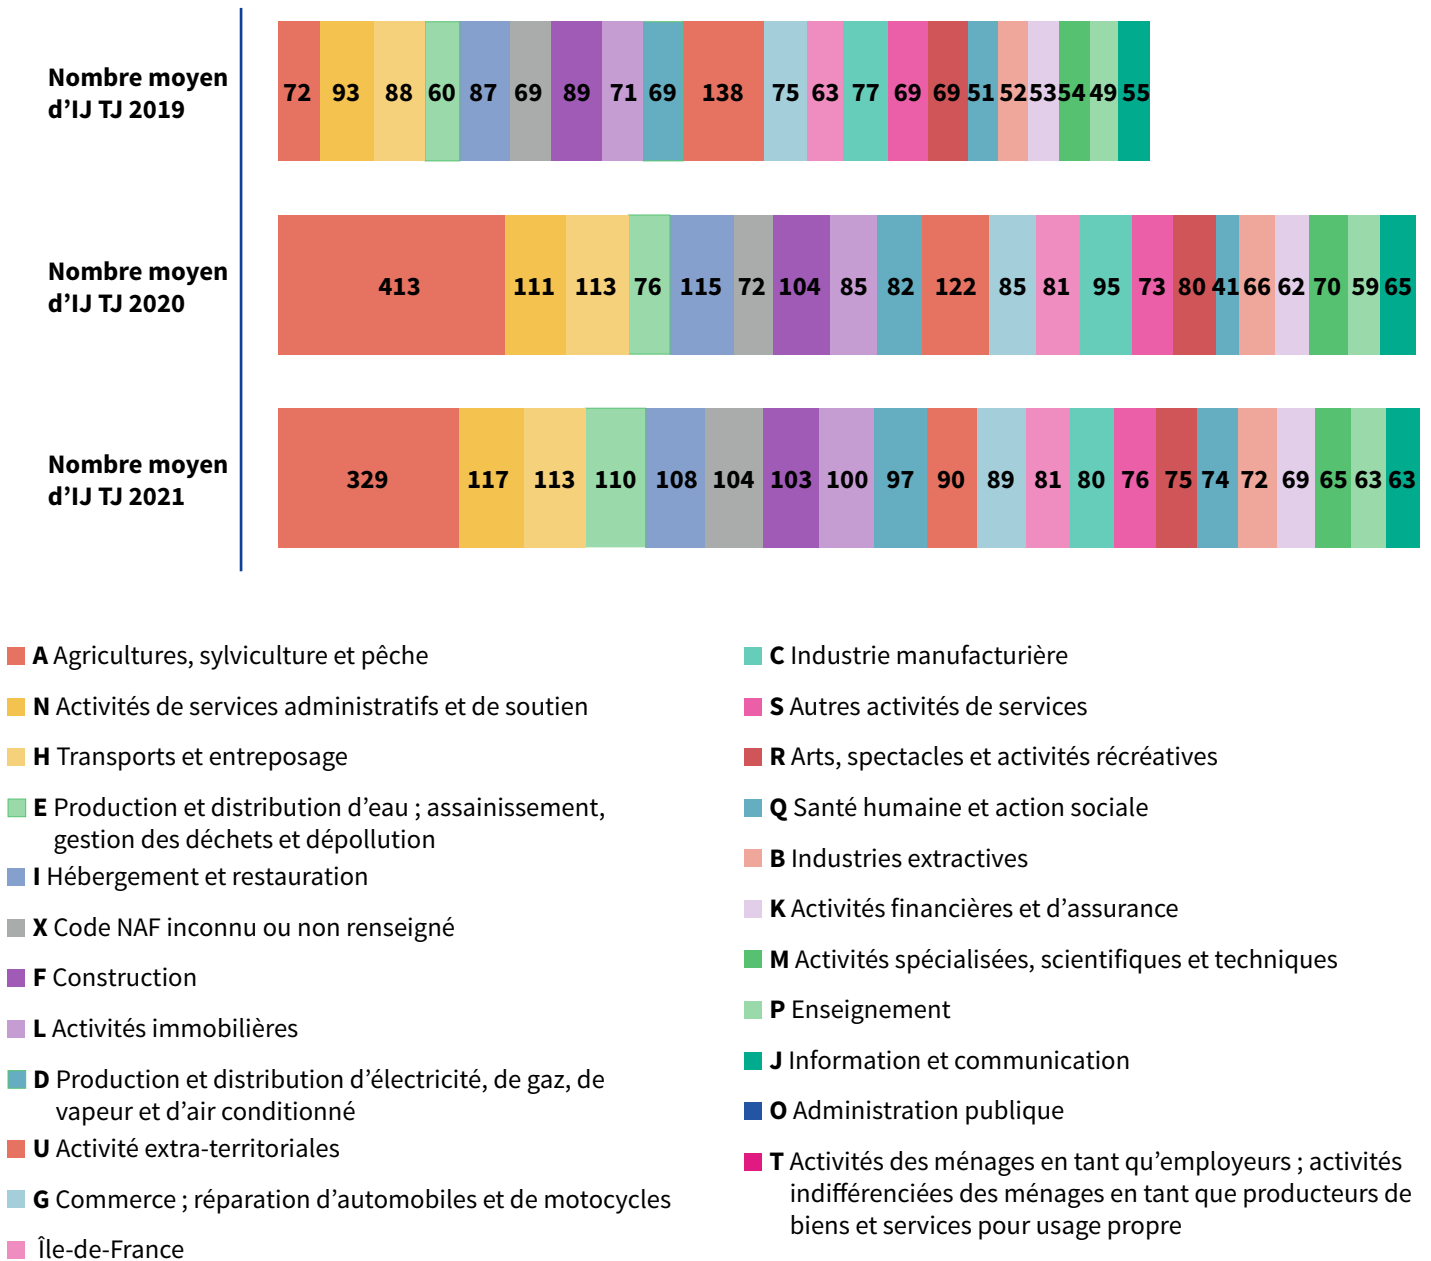 Nombre moyen
d’IJ TJ 2019
72 93 88 60 87 69 89 71 69 138 75 63 77 69 69 51 52 53 54 49 55
Nombre moyen
d’IJ TJ 2020
413 111 113 76 115 72 104 85 82 122 85 81 95 73 80 41 66 62 70 59 65
Nombre moyen
d’IJ TJ 2021
329 117 113 110 108 104 103 100 97 90 89 81 80 76 75 74 72 69 65 63 63
A Agricultures, sylviculture et pêche
N Activités de services administratifs et de soutien
H Transports et entreposage
E Production et distribution d’eau ; assainissement,
gestion des déchets et dépollution
I Hébergement et restauration
X Code NAF inconnu ou non renseigné
F Construction
L Activités immobilières
D Production et distribution d’électricité, de gaz, de
vapeur et d’air conditionné
U Activité extra-territoriales
G Commerce ; réparation d’automobiles et de motocycles
Île-de-France
C Industrie manufacturière
S Autres activités de services
R Arts, spectacles et activités récréatives
Q Santé humaine et action sociale
B Industries extractives
K Activités financières et d’assurance
M Activités spécialisées, scientifiques et techniques
P Enseignement
J Information et communication
O Administration publique
T Activités des ménages en tant qu’employeurs ; activités
indifférenciées des ménages en tant que producteurs de
biens et services pour usage propre